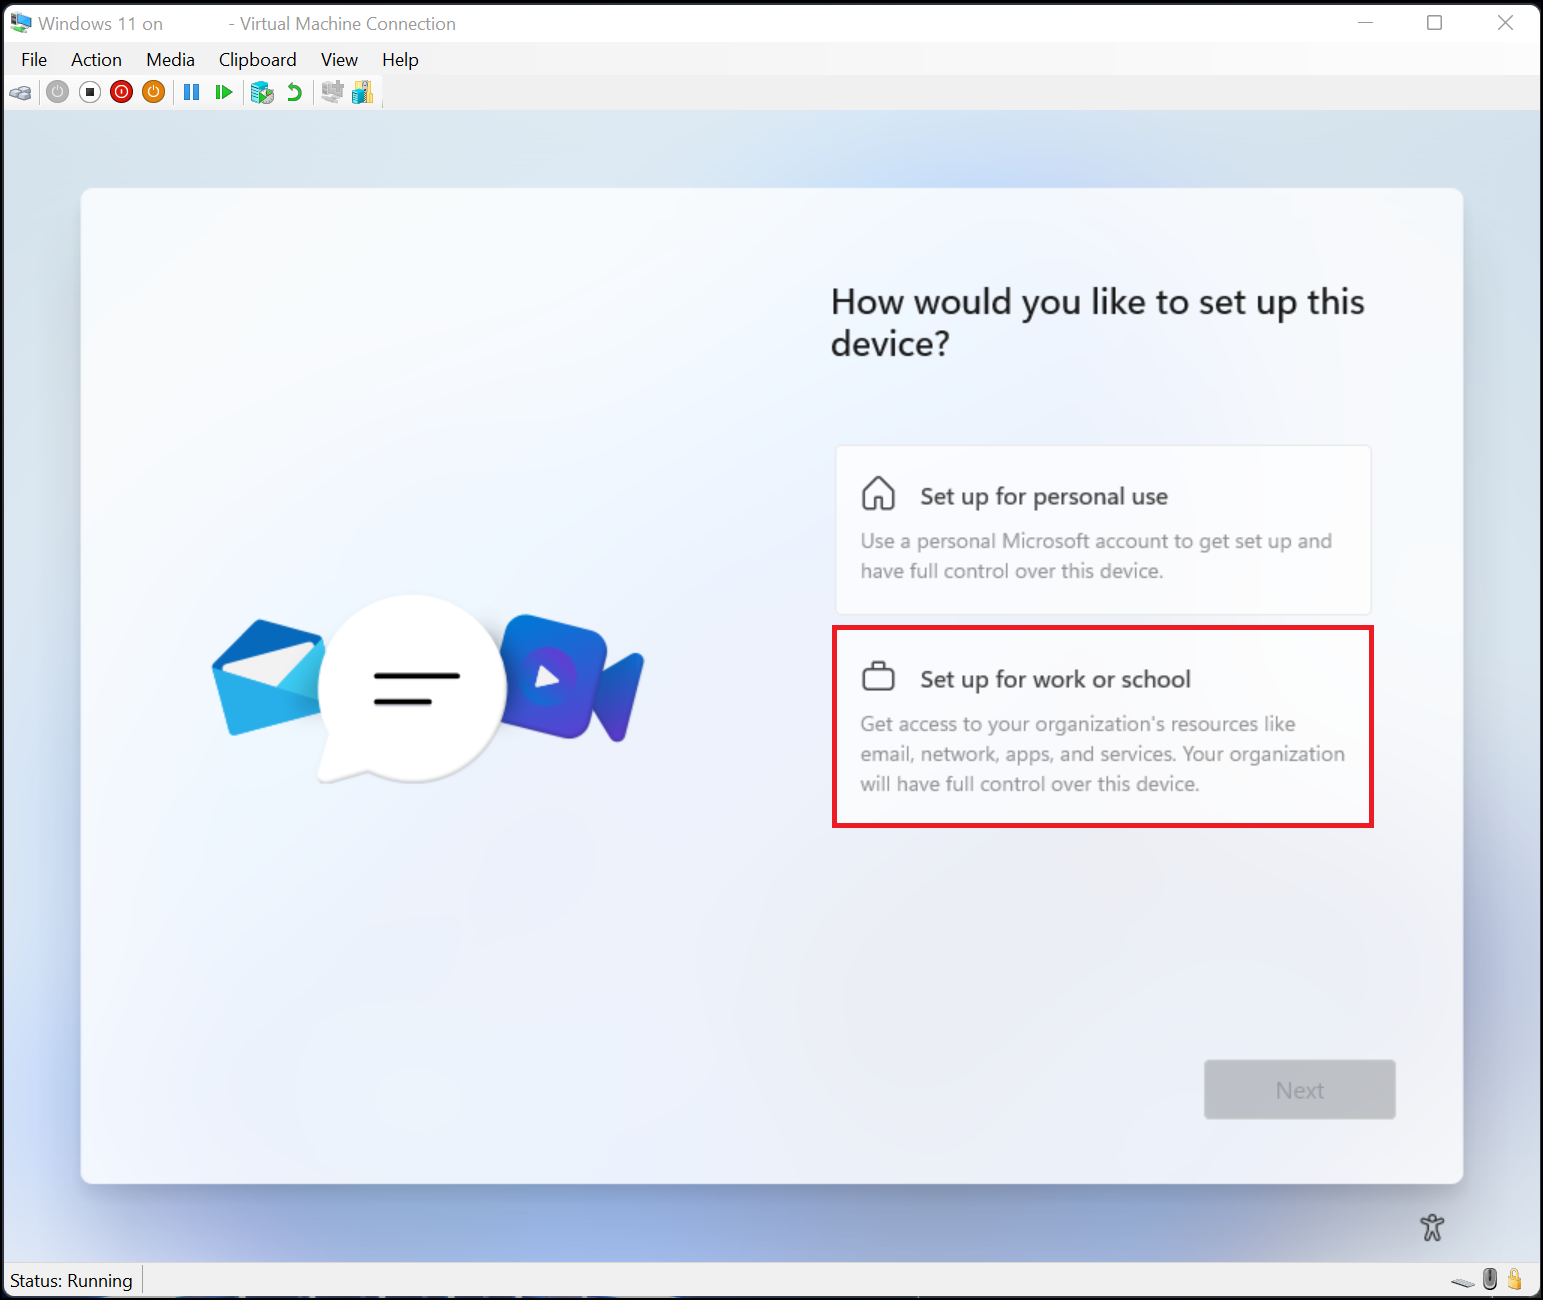 Windows 11 on - Virtual Machine Connection
File Action Media Clipboard View Help
How would you like to set up this
device?
Set up for personal use
Use a personal Microsoft account to get set up and
have full control over this device.
Set up for work or school
Get access to your organization's resources like
email, network, apps, and services. Your organization
will have full control over this device.
Next
Status: Running